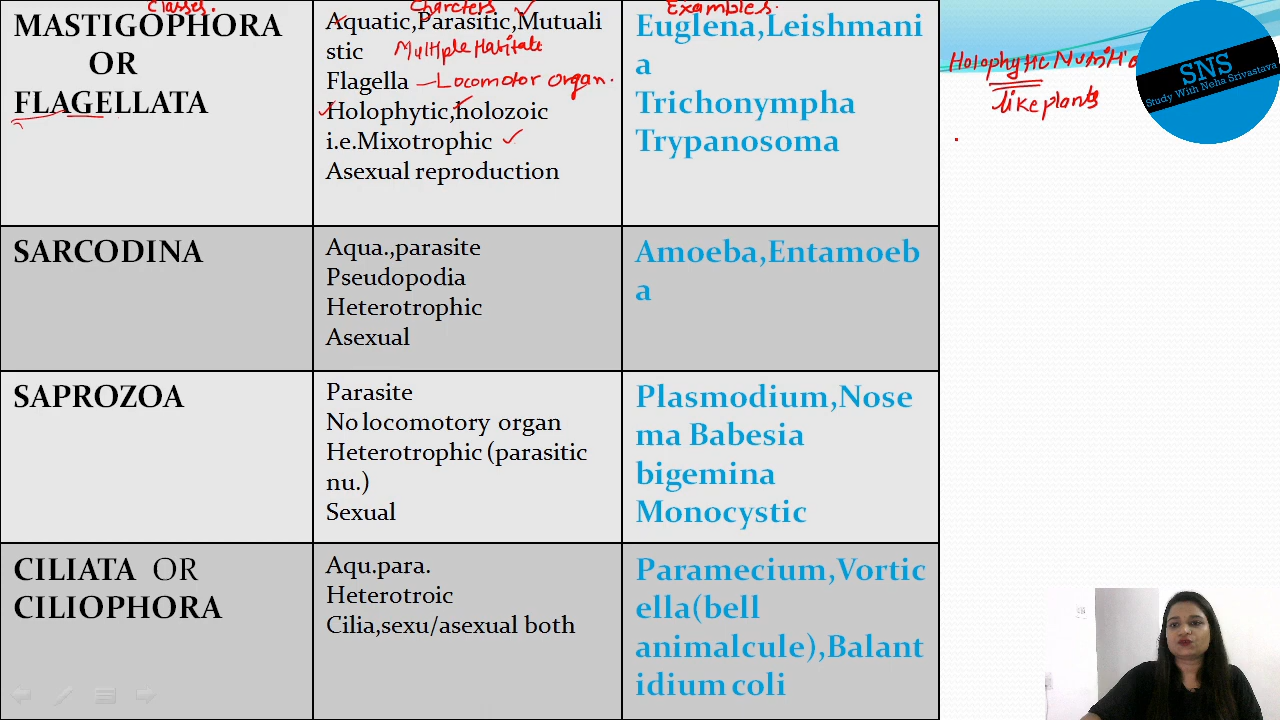 Classes.
Charcters
Examples.
MASTIGOPHORA
OR
FLAGELLATA
Aquatic,Parasitic,Mutuali
stic
Multiple Habitate
Flagella – Locomotor organ.
Holophytic,holozoic
i.e.Mixotrophic
Asexual reproduction
Euglena,Leishmani
a
Trichonympha
Trypanosoma
Holophytic
like plants
SNS
Study With Neha Srivastava
SARCODINA
Aqua.,parasite
Pseudopodia
Heterotrophic
Asexual
Amoeba,Entamoeb
a
SAPROZOA
Parasite
No locomotory organ
Heterotrophic (parasitic
nu.)
Sexual
Plasmodium,Nose
ma Babesia
bigemina
Monocystic
CILIATA OR
CILIOPHORA
Aqu.para.
Heterotroic
Cilia,sexu/asexual both
Paramecium,Vortic
ella(bell
animalcule),Balant
idium coli